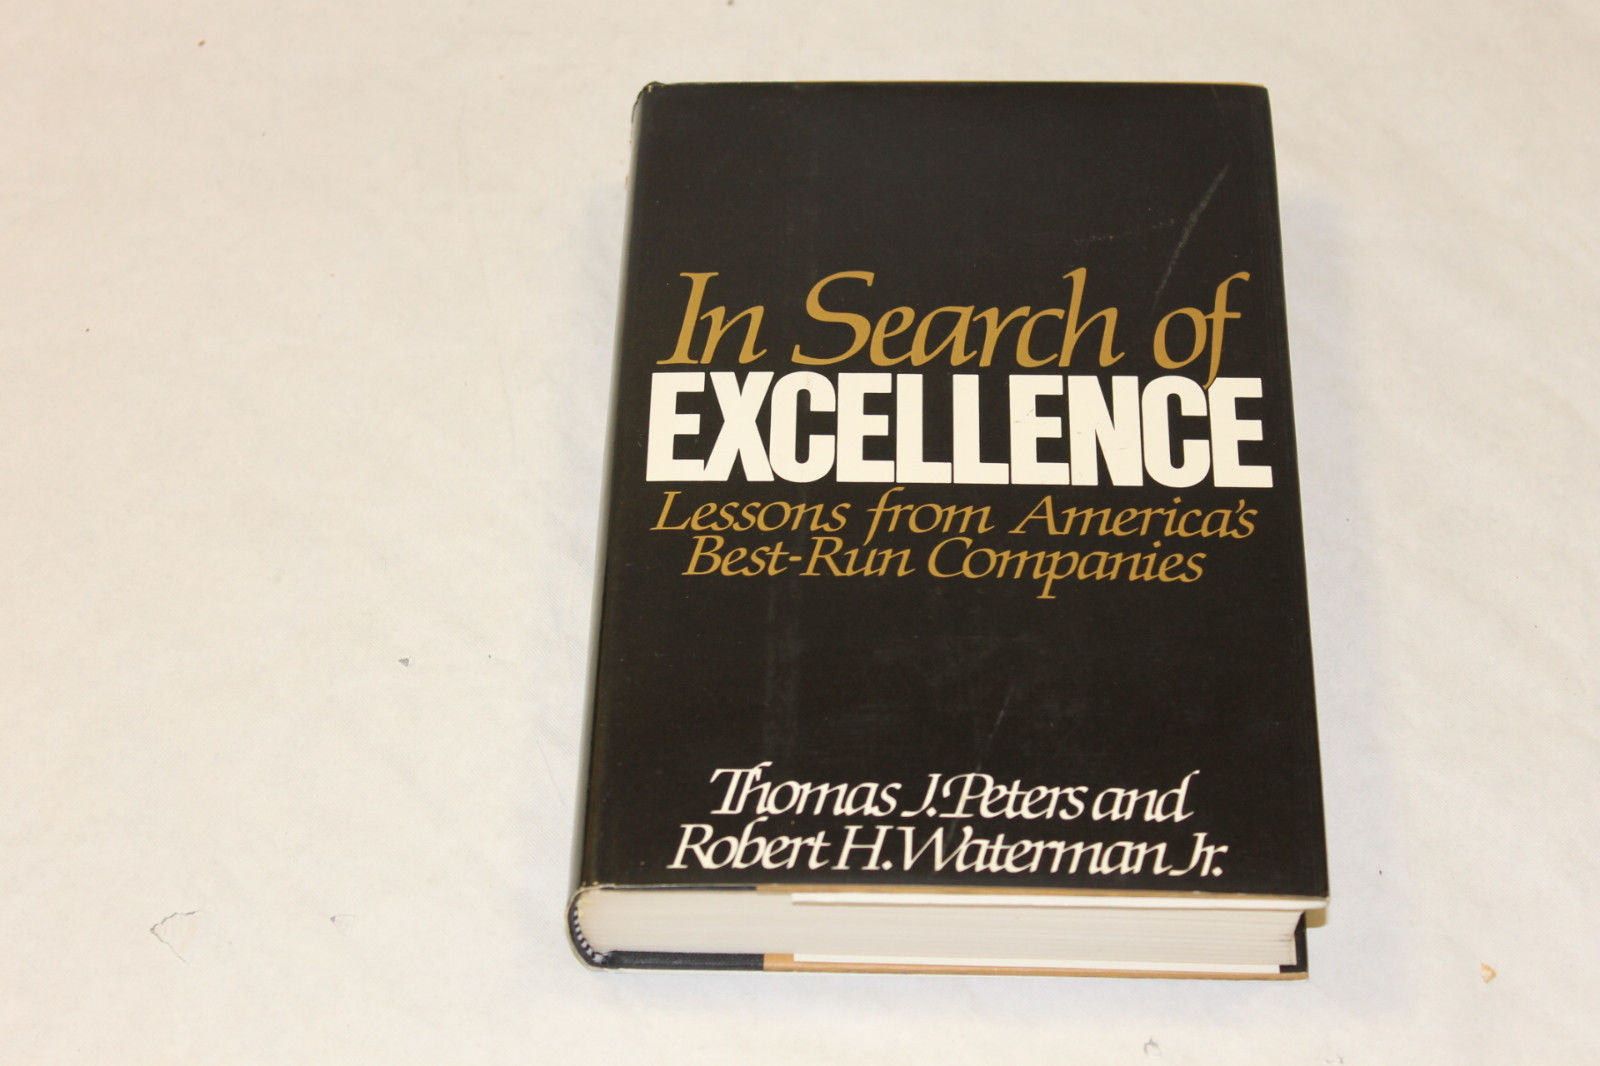 In Search of
EXCELLENCE
Lessons from America's
Best-Run Companies
Thomas J. Peters and
Robert H. Waterman Jr.